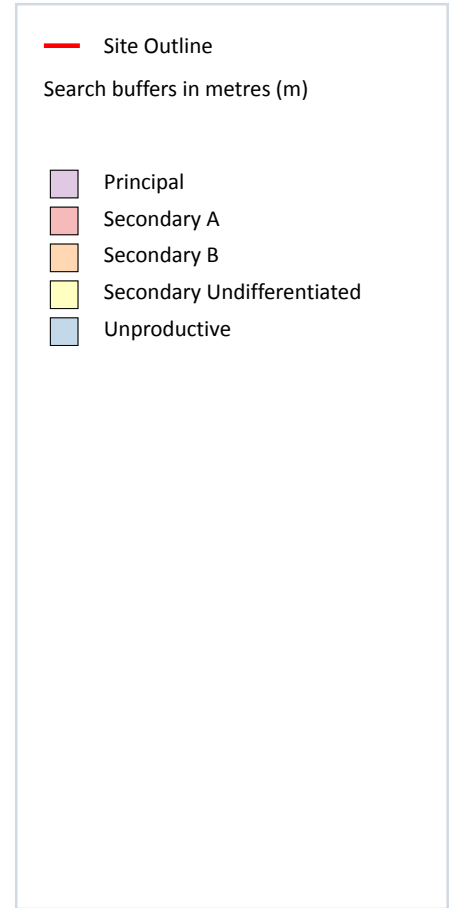 Site Outline
Search buffers in metres (m)
Principal
Secondary A
Secondary B
Secondary Undifferentiated
Unproductive